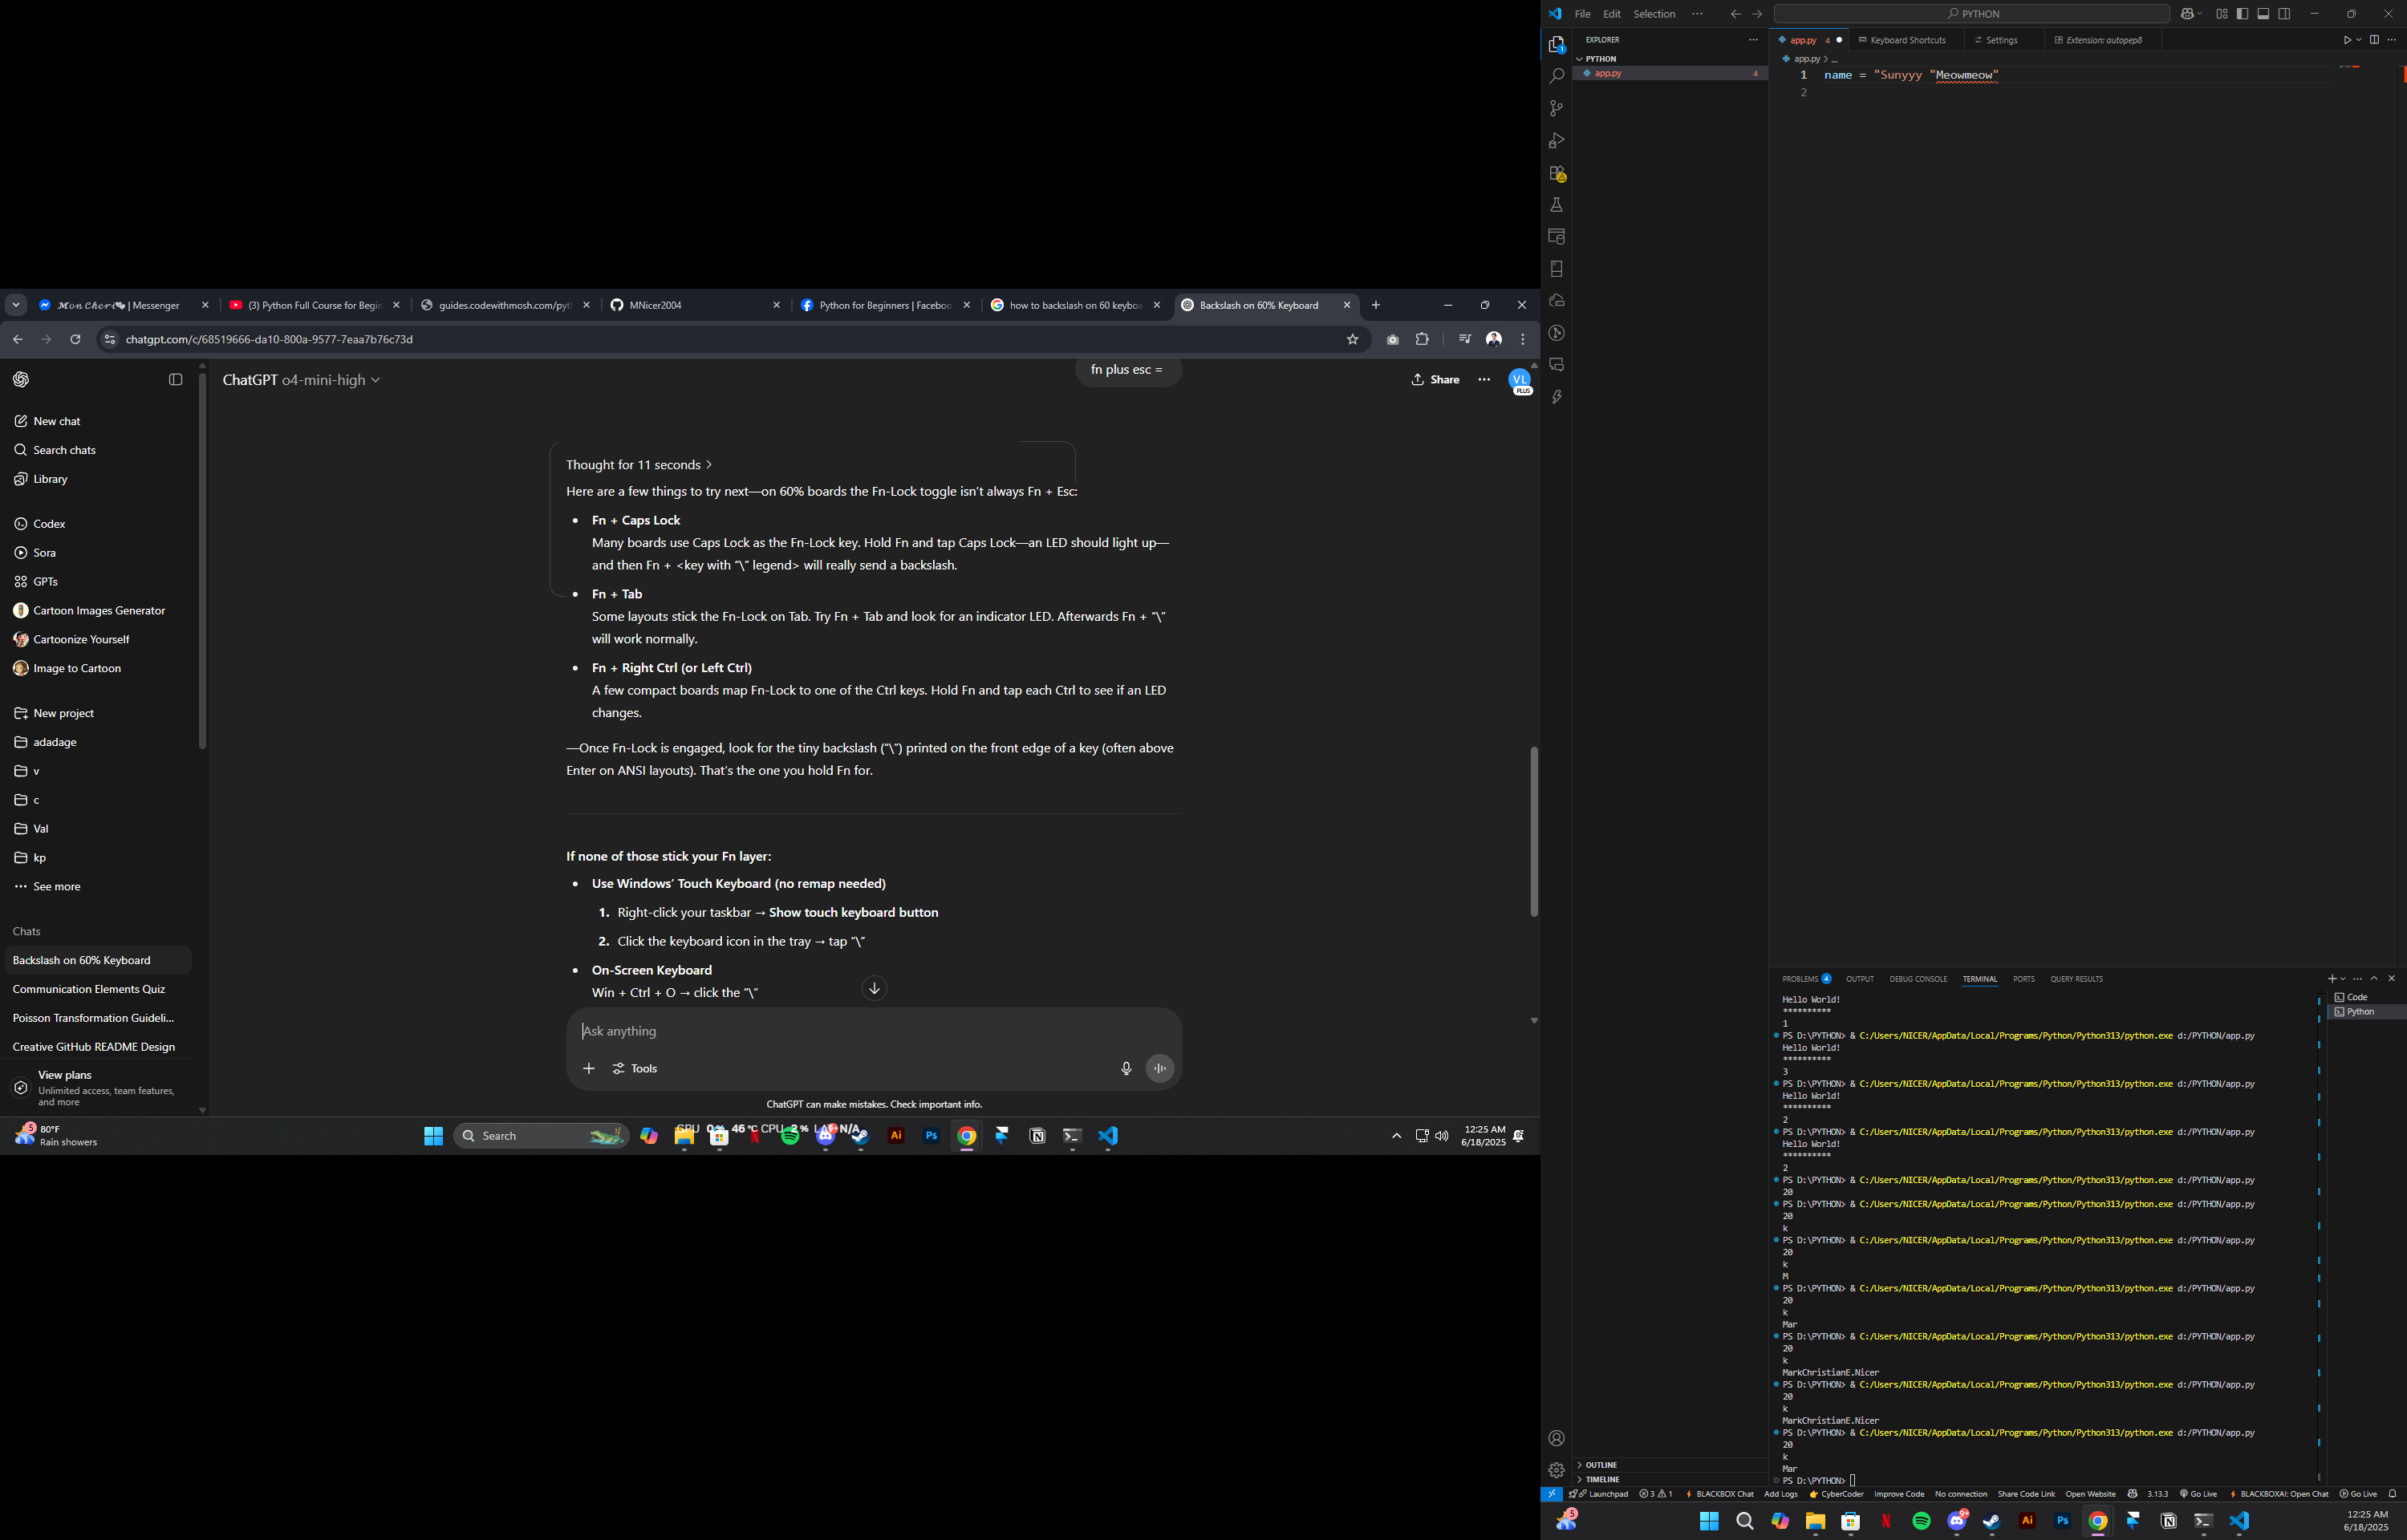 Mon Cheri | Messenger
(3) Python Full Course for Begin
guides.codewithmosh.com/pyt
MNicer2004
Python for Beginners | Faceboo
how to backslash on 60 keyboa
Backslash on 60% Keyboard
chatgpt.com/c/68519666-da10-800a-9577-7eaa7b76c73d
ChatGPT o4-mini-high
fn plus esc =
Share
VL
PLUS
New chat
Search chats
Library
Codex
Sora
GPTs
Cartoon Images Generator
Cartoonize Yourself
Image to Cartoon
New project
adadage
v
c
Val
kp
See more
Chats
Backslash on 60% Keyboard
Communication Elements Quiz
Poisson Transformation Guideli...
Creative GitHub README Design
View plans
Unlimited access, team features,
and more
Thought for 11 seconds >
Here are a few things to try next—on 60% boards the Fn-Lock toggle isn’t always Fn + Esc:
• Fn + Caps Lock
Many boards use Caps Lock as the Fn-Lock key. Hold Fn and tap Caps Lock—an LED should light up—
and then Fn + <key with “\” legend> will really send a backslash.
• Fn + Tab
Some layouts stick the Fn-Lock on Tab. Try Fn + Tab and look for an indicator LED. Afterwards Fn + “\”
will work normally.
• Fn + Right Ctrl (or Left Ctrl)
A few compact boards map Fn-Lock to one of the Ctrl keys. Hold Fn and tap each Ctrl to see if an LED
changes.
—Once Fn-Lock is engaged, look for the tiny backslash (“\”) printed on the front edge of a key (often above
Enter on ANSI layouts). That’s the one you hold Fn for.
If none of those stick your Fn layer:
• Use Windows’ Touch Keyboard (no remap needed)
1. Right-click your taskbar → Show touch keyboard button
2. Click the keyboard icon in the tray → tap “\”
• On-Screen Keyboard
Win + Ctrl + O → click the “\”
Ask anything
Tools
ChatGPT can make mistakes. Check important info.
5
80°F
Rain showers
Search
GPU 0% 46 °C CPU 2 % LAT N/A
Ai
Ps
12:25 AM
6/18/2025
File Edit Selection ···
PYTHON
EXPLORER
PYTHON
app.py 4
app.py 4
Keyboard Shortcuts
Settings
Extension: autopep8
app.py > ...
1 name = "Sunyyy "Meowmeow"
2
PROBLEMS 4 OUTPUT DEBUG CONSOLE TERMINAL PORTS QUERY RESULTS
Code
Python
Hello World!
**********
1
PS D:\PYTHON> & C:/Users/NICER/AppData/Local/Programs/Python/Python313/python.exe d:/PYTHON/app.py
Hello World!
**********
3
PS D:\PYTHON> & C:/Users/NICER/AppData/Local/Programs/Python/Python313/python.exe d:/PYTHON/app.py
Hello World!
**********
2
PS D:\PYTHON> & C:/Users/NICER/AppData/Local/Programs/Python/Python313/python.exe d:/PYTHON/app.py
Hello World!
**********
2
PS D:\PYTHON> & C:/Users/NICER/AppData/Local/Programs/Python/Python313/python.exe d:/PYTHON/app.py
20
PS D:\PYTHON> & C:/Users/NICER/AppData/Local/Programs/Python/Python313/python.exe d:/PYTHON/app.py
20
k
PS D:\PYTHON> & C:/Users/NICER/AppData/Local/Programs/Python/Python313/python.exe d:/PYTHON/app.py
20
k
M
PS D:\PYTHON> & C:/Users/NICER/AppData/Local/Programs/Python/Python313/python.exe d:/PYTHON/app.py
20
k
Mar
PS D:\PYTHON> & C:/Users/NICER/AppData/Local/Programs/Python/Python313/python.exe d:/PYTHON/app.py
20
k
MarkChristianE.Nicer
PS D:\PYTHON> & C:/Users/NICER/AppData/Local/Programs/Python/Python313/python.exe d:/PYTHON/app.py
20
k
MarkChristianE.Nicer
PS D:\PYTHON> & C:/Users/NICER/AppData/Local/Programs/Python/Python313/python.exe d:/PYTHON/app.py
20
k
Mar
PS D:\PYTHON>
OUTLINE
TIMELINE
Launchpad 3 1 BLACKBOX Chat Add Logs CyberCoder Improve Code No connection Share Code Link Open Website 3.13.3 Go Live BLACKBOXAI: Open Chat Go Live
5
Ai
Ps
12:25 AM
6/18/2025